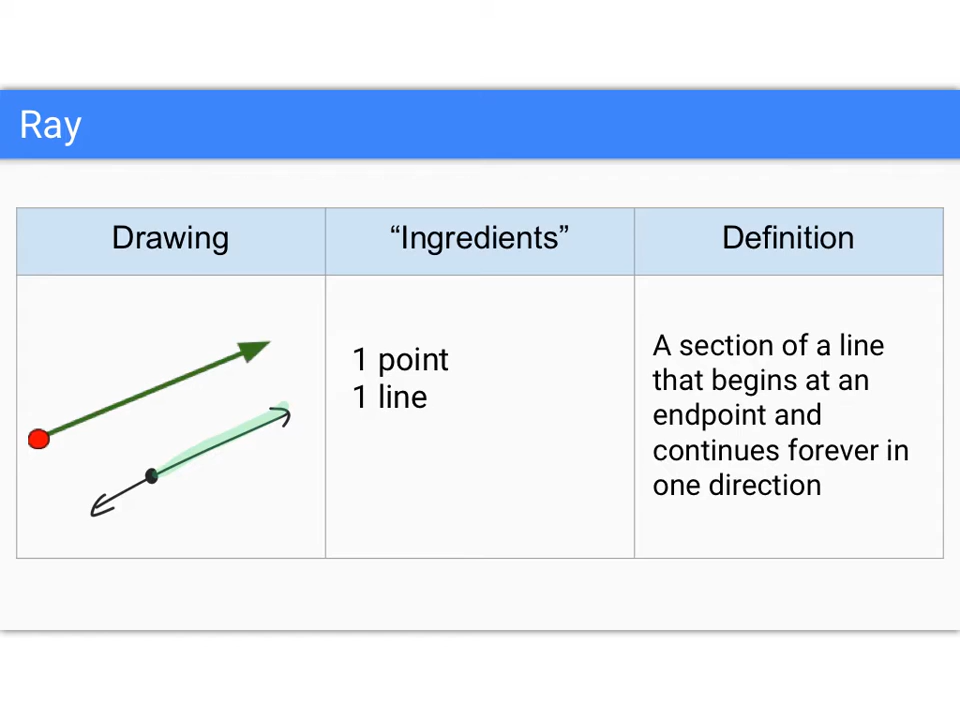 Ray
Drawing
“Ingredients”
Definition
1 point
1 line
A section of a line
that begins at an
endpoint and
continues forever in
one direction